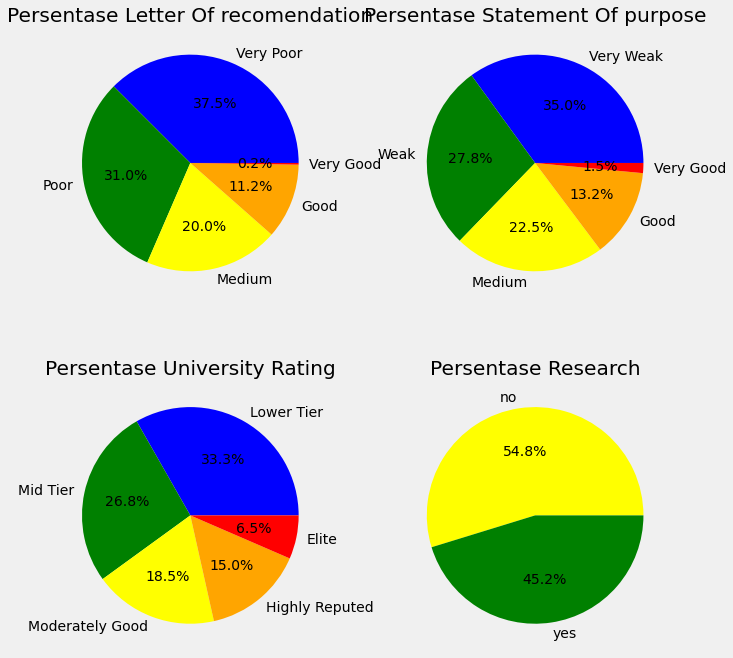 Persentase Letter Of recomendation
Very Poor
37.5%
Poor
31.0%
Medium
20.0%
Good
11.2%
Very Good
0.2%
Persentase Statement Of purpose
Very Weak
35.0%
Weak
27.8%
Medium
22.5%
Good
13.2%
Very Good
1.5%
Persentase University Rating
Lower Tier
33.3%
Mid Tier
26.8%
Moderately Good
18.5%
Highly Reputed
15.0%
Elite
6.5%
Persentase Research
no
54.8%
yes
45.2%